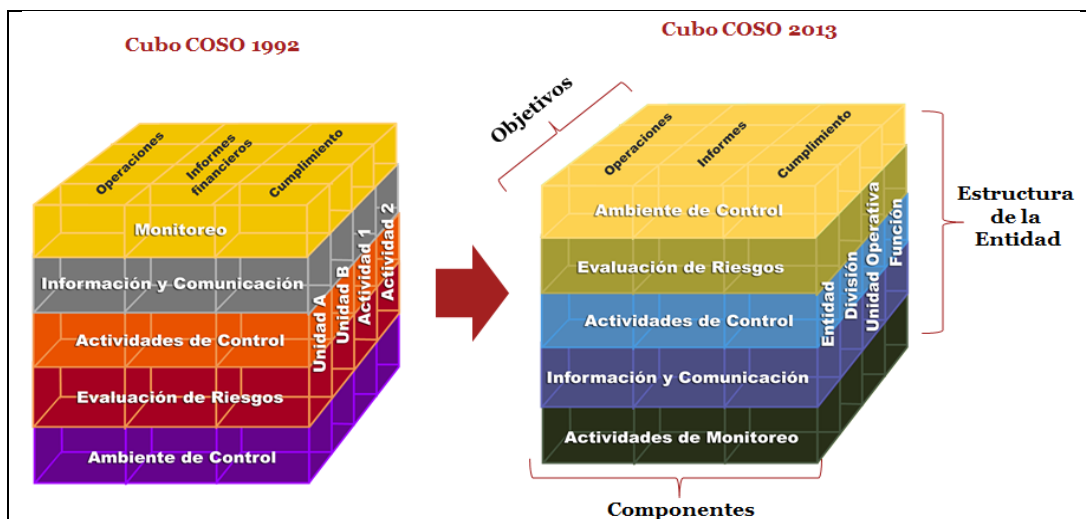 Cubo COSO 1992
Operaciones
Informes
financieros
Cumplimiento
Monitoreo
Información y Comunicación
Actividades de Control
Evaluación de Riesgos
Ambiente de Control
Unidad A
Unidad B
Actividad 1
Actividad 2
Cubo COSO 2013
Objetivos
Operaciones
Informes
Cumplimiento
Ambiente de Control
Evaluación de Riesgos
Actividades de Control
Información y Comunicación
Actividades de Monitoreo
Entidad
División
Unidad Operativa
Función
Estructura
de la
Entidad
Componentes